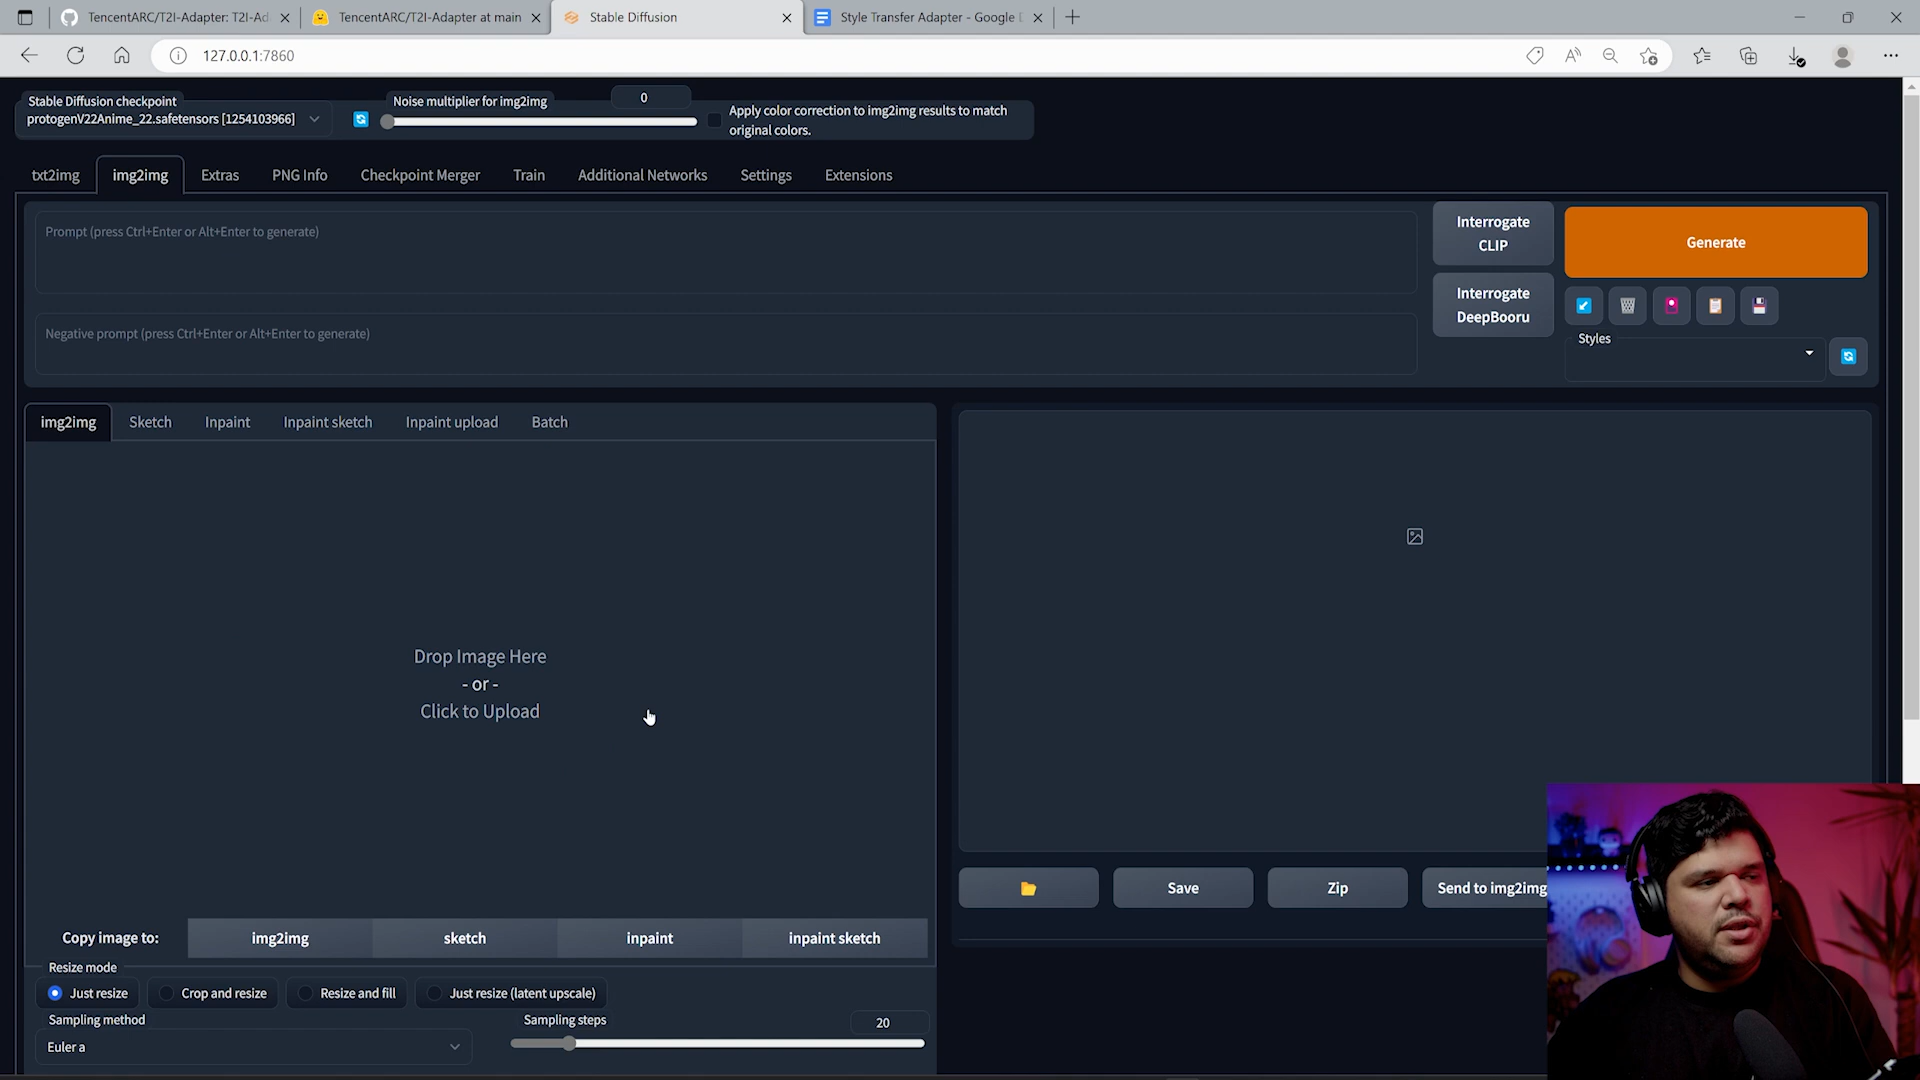 TencentARC/T2I-Adapter: T2I-Ad
TencentARC/T2I-Adapter at main
Stable Diffusion
Style Transfer Adapter - Google D
127.0.0.1:7860
Stable Diffusion checkpoint
protogenV22Anime_22.safetensors [1254103966]
Noise multiplier for img2img
0
Apply color correction to img2img results to match
original colors.
txt2img
img2img
Extras
PNG Info
Checkpoint Merger
Train
Additional Networks
Settings
Extensions
Prompt (press Ctrl+Enter or Alt+Enter to generate)
Negative prompt (press Ctrl+Enter or Alt+Enter to generate)
Interrogate
CLIP
Interrogate
DeepBooru
Generate
Styles
img2img
Sketch
Inpaint
Inpaint sketch
Inpaint upload
Batch
Drop Image Here
- or -
Click to Upload
Copy image to:
img2img
sketch
inpaint
inpaint sketch
Save
Zip
Send to img2img
Resize mode
Just resize
Crop and resize
Resize and fill
Just resize (latent upscale)
Sampling method
Euler a
Sampling steps
20